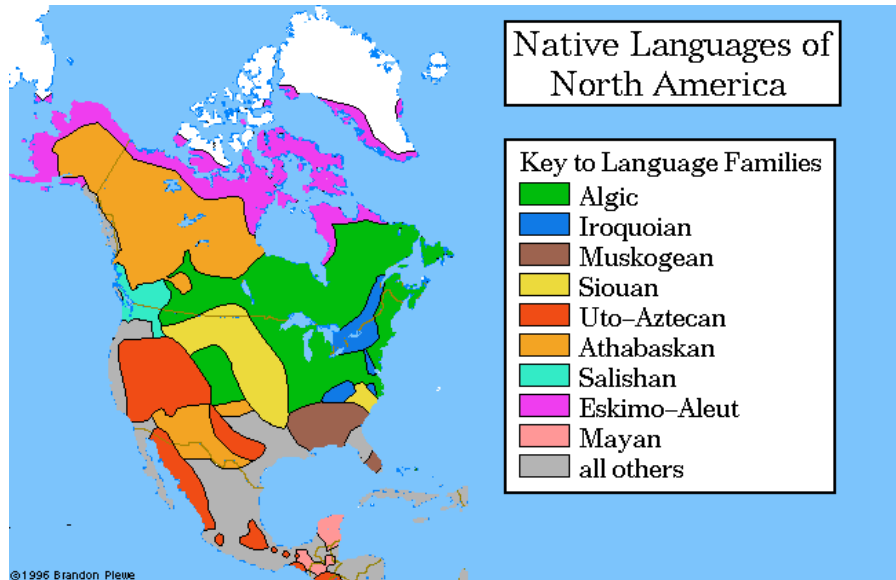 Native Languages of
North America
Key to Language Families
Algic
Iroquoian
Muskogean
Siouan
Uto–Aztecan
Athabaskan
Salishan
Eskimo–Aleut
Mayan
all others
©1996 Brandon Plewe